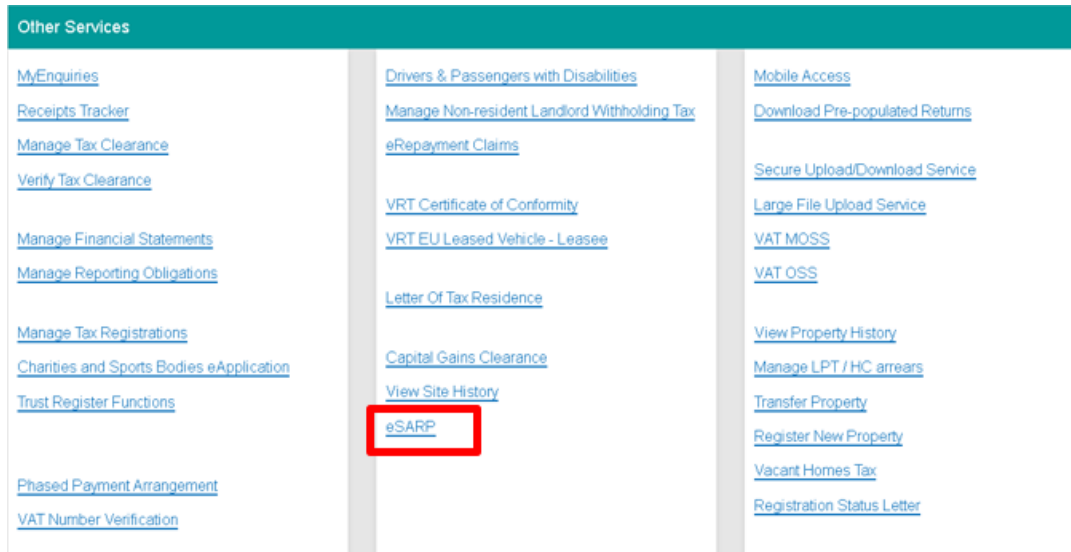 Other Services
MyEnquiries
Receipts Tracker
Manage Tax Clearance
Verify Tax Clearance
Manage Financial Statements
Manage Reporting Obligations
Manage Tax Registrations
Charities and Sports Bodies eApplication
Trust Register Functions
Phased Payment Arrangement
VAT Number Verification
Drivers & Passengers with Disabilities
Manage Non-resident Landlord Withholding Tax
eRepayment Claims
VRT Certificate of Conformity
VRT EU Leased Vehicle - Leasee
Letter Of Tax Residence
Capital Gains Clearance
View Site History
eSARP
Mobile Access
Download Pre-populated Returns
Secure Upload/Download Service
Large File Upload Service
VAT MOSS
VAT OSS
View Property History
Manage LPT / HC arrears
Transfer Property
Register New Property
Vacant Homes Tax
Registration Status Letter